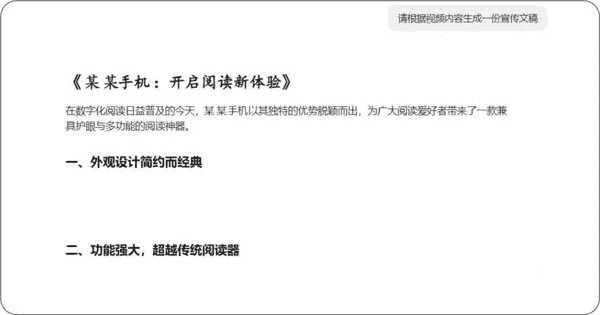 请根据视频内容生成一份宣传文稿
《某某手机：开启阅读新体验》
在数字化阅读日益普及的今天，某某手机以其独特的优势脱颖而出，为广大阅读爱好者带来了一款兼
具护眼与多功能的阅读神器。
一、外观设计简约而经典
二、功能强大，超越传统阅读器